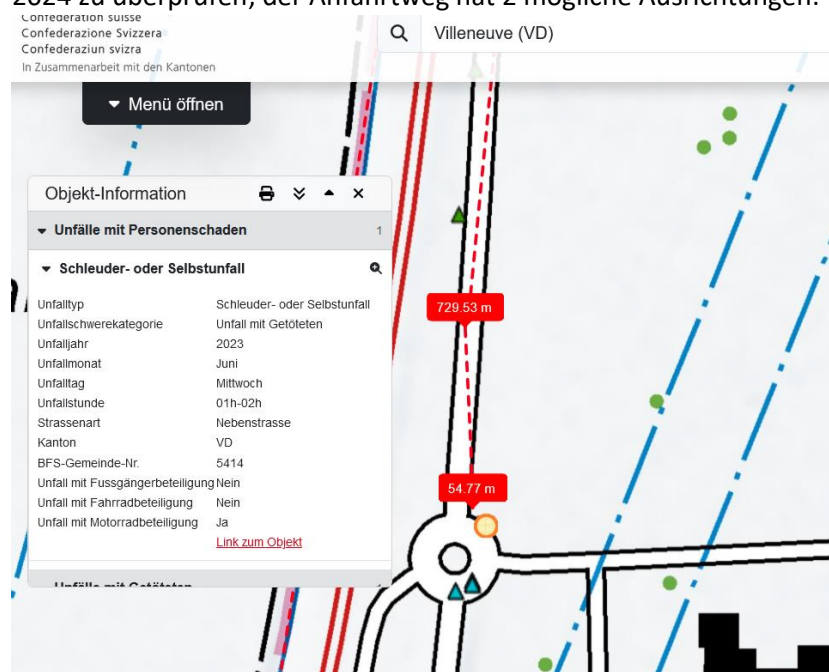 2024 zu überprüfen, der Anfahrtweg hat 2 mögliche Ausrichtungen.
Confédération suisse
Confederazione Svizzera
Confederaziun svizra
In Zusammenarbeit mit den Kantonen
Villeneuve (VD)
Menü öffnen
Objekt-Information
Unfälle mit Personenschaden 1
Schleuder- oder Selbstunfall
Unfalltyp Schleuder- oder Selbstunfall
Unfallschwerekategorie Unfall mit Getöteten
Unfalljahr 2023
Unfallmonat Juni
Unfalltag Mittwoch
Unfallstunde 01h-02h
Strassenart Nebenstrasse
Kanton VD
BFS-Gemeinde-Nr. 5414
Unfall mit Fussgängerbeteiligung Nein
Unfall mit Fahrradbeteiligung Nein
Unfall mit Motorradbeteiligung Ja
Link zum Objekt
Unfälle mit Getöteten
729.53 m
54.77 m